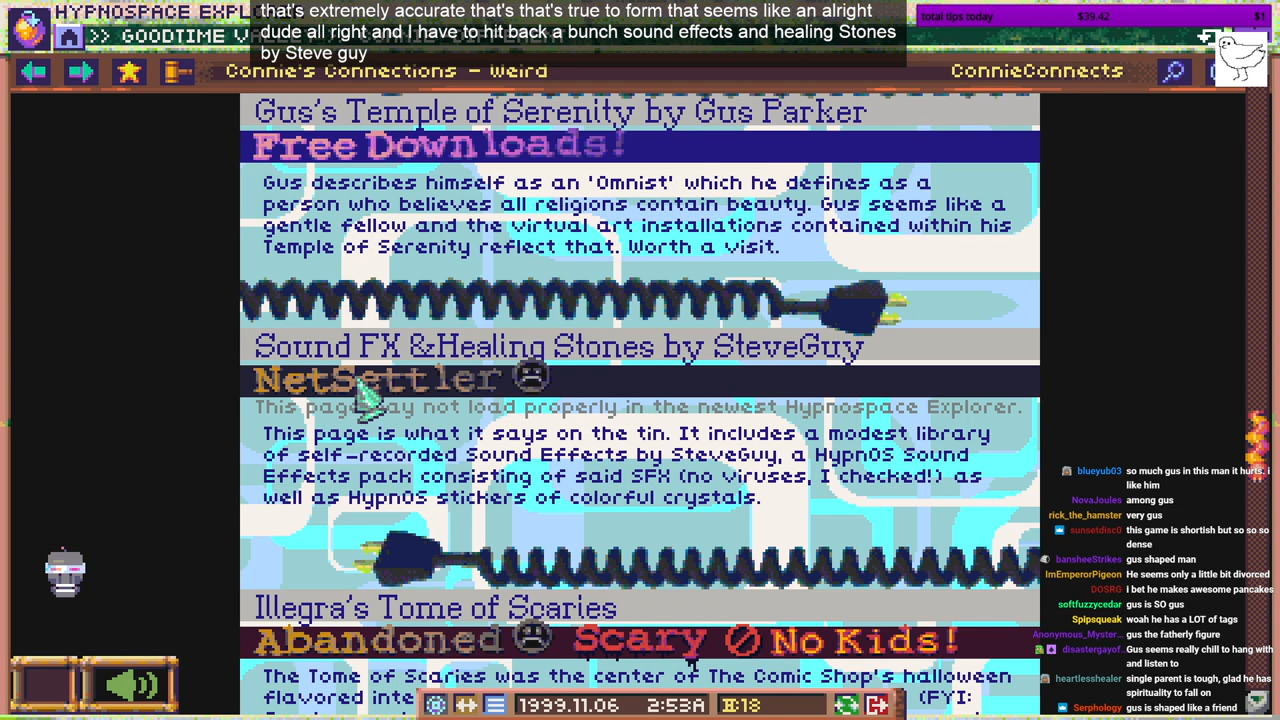 HYPNOSPACE EXPL
that's extremely accurate that's that's true to form that seems like an alright
dude all right and I have to hit back a bunch sound effects and healing Stones
by Steve guy
total tips today $39.42 $1
>> GOODTIME V
Connie's Connections - Weird ConnieConnects
Gus's Temple of Serenity by Gus Parker
Free Downloads!
Gus describes himself as an 'Omnist' which he defines as a
person who believes all religions contain beauty. Gus seems like a
gentle fellow and the virtual art installations contained within his
Temple of Serenity reflect that. Worth a visit.
Sound FX &Healing Stones by SteveGuy
NetSettler
This page may not load properly in the newest Hypnospace Explorer.
This page is what it says on the tin. It includes a modest library
of self-recorded Sound Effects by SteveGuy, a HypnOS Sound
Effects pack consisting of said SFX (no viruses, I checked!) as
well as HypnOS stickers of colorful crystals.
Illegra's Tome of Scaries
Abandoned Scary No Kids!
The Tome of Scaries was the center of The Comic Shop's halloween
flavored inte (FYI:
1999.11.06 2:53A 18
blueyub03 so much gus in this man it hurts. i
like him
NovaJoules among gus
rick_the_hamster very gus
sunsetdisc0 this game is shortish but so so so
dense
bansheeStrikes gus shaped man
ImEmperorPigeon He seems only a little bit divorced
DOSRG I bet he makes awesome pancakes
softfuzzycedar gus is SO gus
Spipsqueak woah he has a LOT of tags
Anonymous_Myster... gus the fatherly figure
disastergayof... Gus seems really chill to hang with
and listen to
heartlesshealer single parent is tough, glad he has
spirituality to fall on
Serphology gus is shaped like a friend